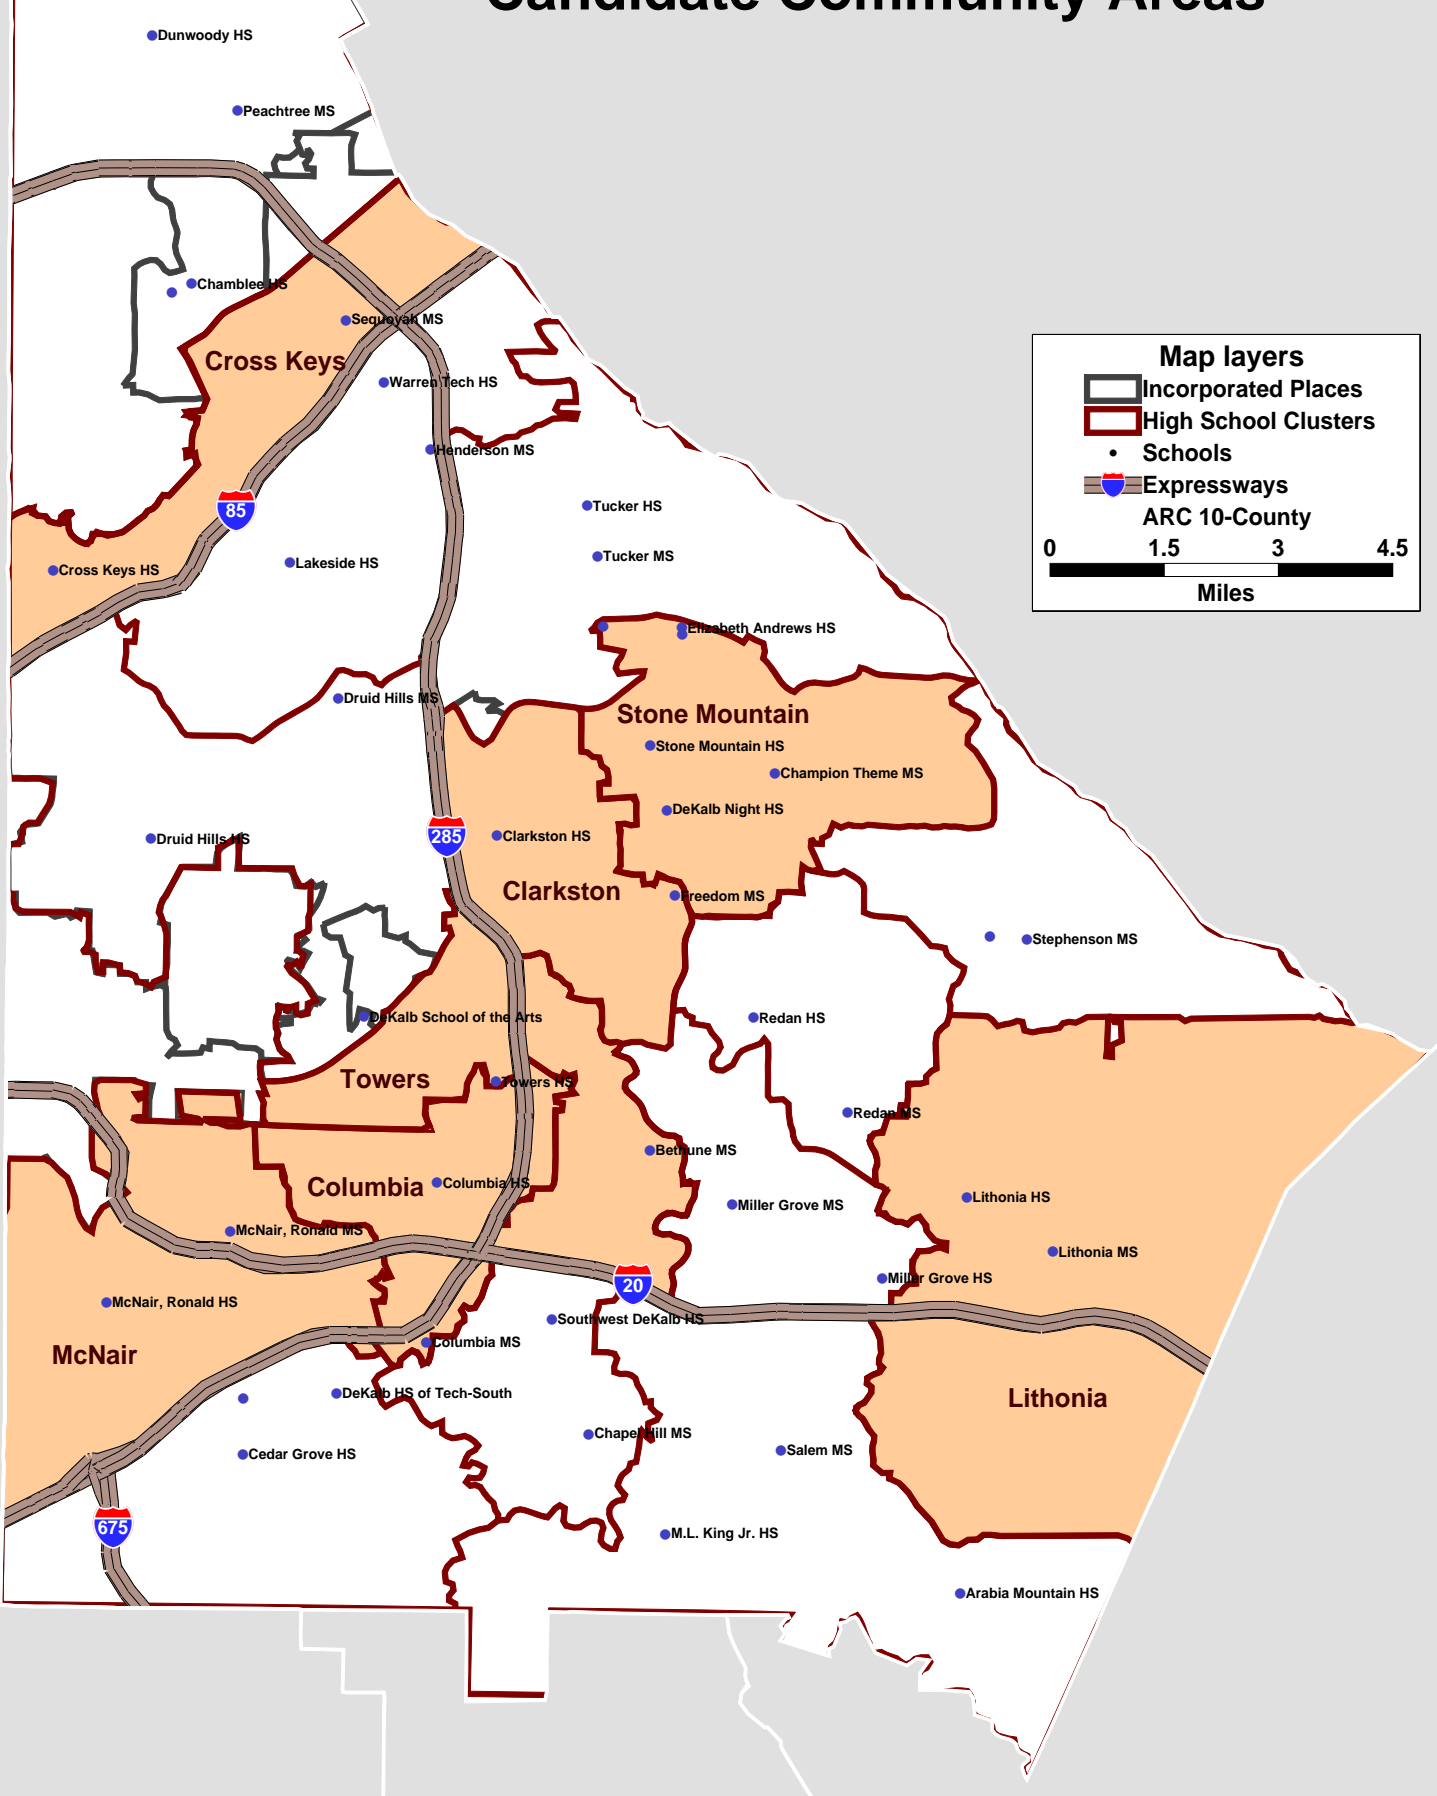 Candidate Community Areas
Dunwoody HS
Peachtree MS
Chamblee HS
Sequoyah MS
Cross Keys
Warren Tech HS
Henderson MS
85
Tucker HS
Tucker MS
Lakeside HS
Cross Keys HS
Map layers
Incorporated Places
High School Clusters
Schools
Expressways
ARC 10-County
0 1.5 3 4.5
Miles
Elizabeth Andrews HS
Druid Hills MS
Stone Mountain
Stone Mountain HS
Champion Theme MS
DeKalb Night HS
Druid Hills HS
285
Clarkston HS
Clarkston
Freedom MS
Stephenson MS
DeKalb School of the Arts
Redan HS
Towers
Towers HS
Redan MS
Bethune MS
Columbia
Columbia HS
Miller Grove MS
Lithonia HS
McNair, Ronald MS
Lithonia MS
Miller Grove HS
20
McNair, Ronald HS
Southwest DeKalb HS
Columbia MS
McNair
DeKalb HS of Tech-South
Lithonia
Chapel Hill MS
Cedar Grove HS
Salem MS
675
M.L. King Jr. HS
Arabia Mountain HS